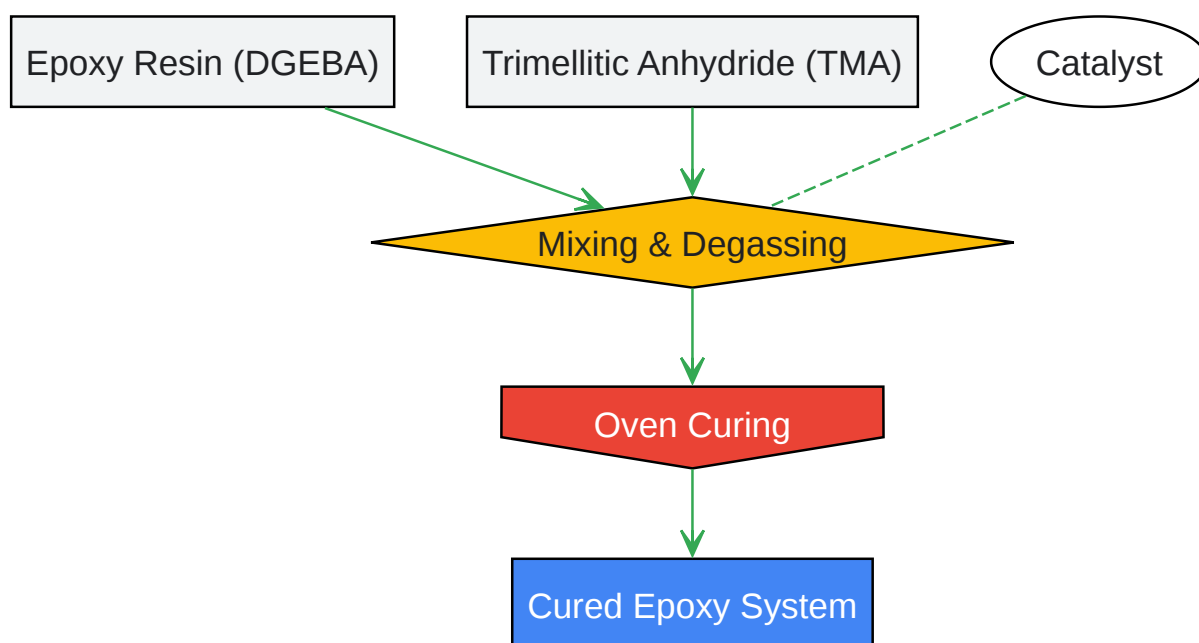 Epoxy Resin (DGEBA)
Trimellitic Anhydride (TMA)
Catalyst
Mixing & Degassing
Oven Curing
Cured Epoxy System